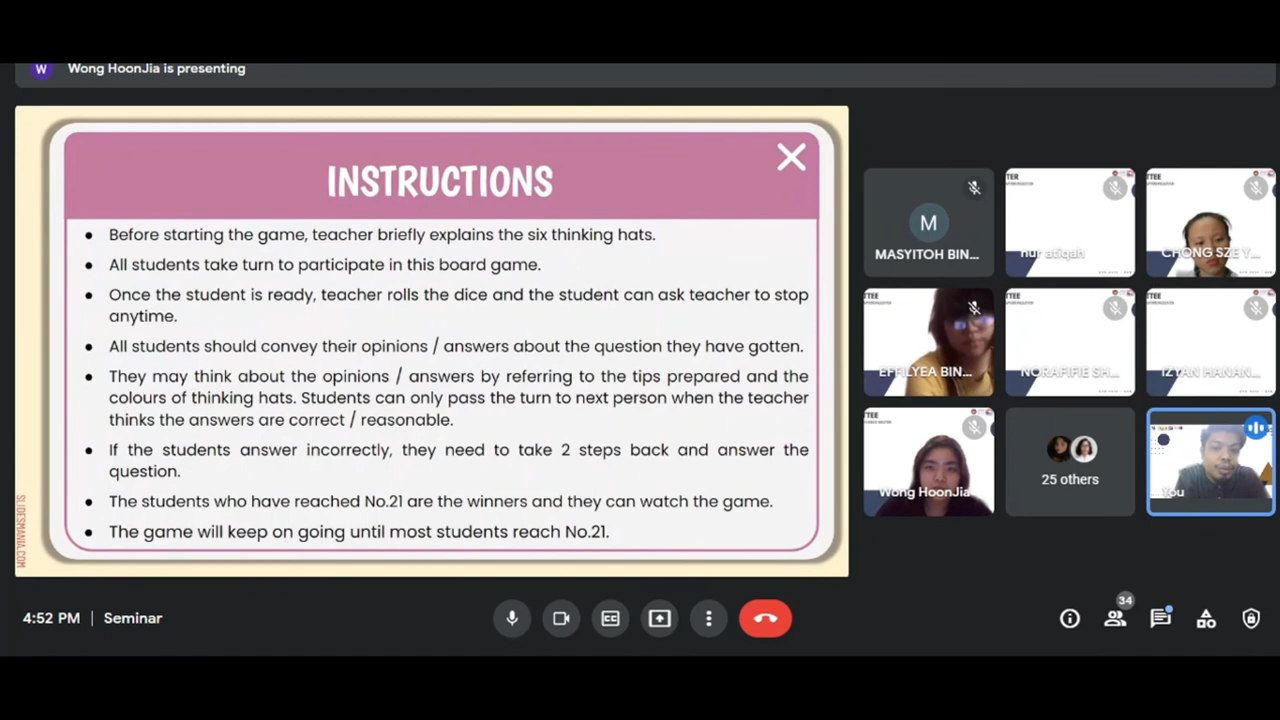 W Wong HoonJia is presenting
INSTRUCTIONS
● Before starting the game, teacher briefly explains the six thinking hats.
● All students take turn to participate in this board game.
● Once the student is ready, teacher rolls the dice and the student can ask teacher to stop
anytime.
● All students should convey their opinions / answers about the question they have gotten.
● They may think about the opinions / answers by referring to the tips prepared and the
colours of thinking hats. Students can only pass the turn to next person when the teacher
thinks the answers are correct / reasonable.
● If the students answer incorrectly, they need to take 2 steps back and answer the
question.
● The students who have reached No.21 are the winners and they can watch the game.
● The game will keep on going until most students reach No.21.
SLIDESMANIA.COM
M
MASYITOH BIN...
TER
nur atiqah
TTEE
CHONG SZE Y...
TTEE
EFFLYEA BIN...
TTEE
NORAFIFIE SH...
TTEE
IZYAN HANAN...
TTEE
Wong HoonJia
25 others
You
4:52 PM | Seminar
CC
34